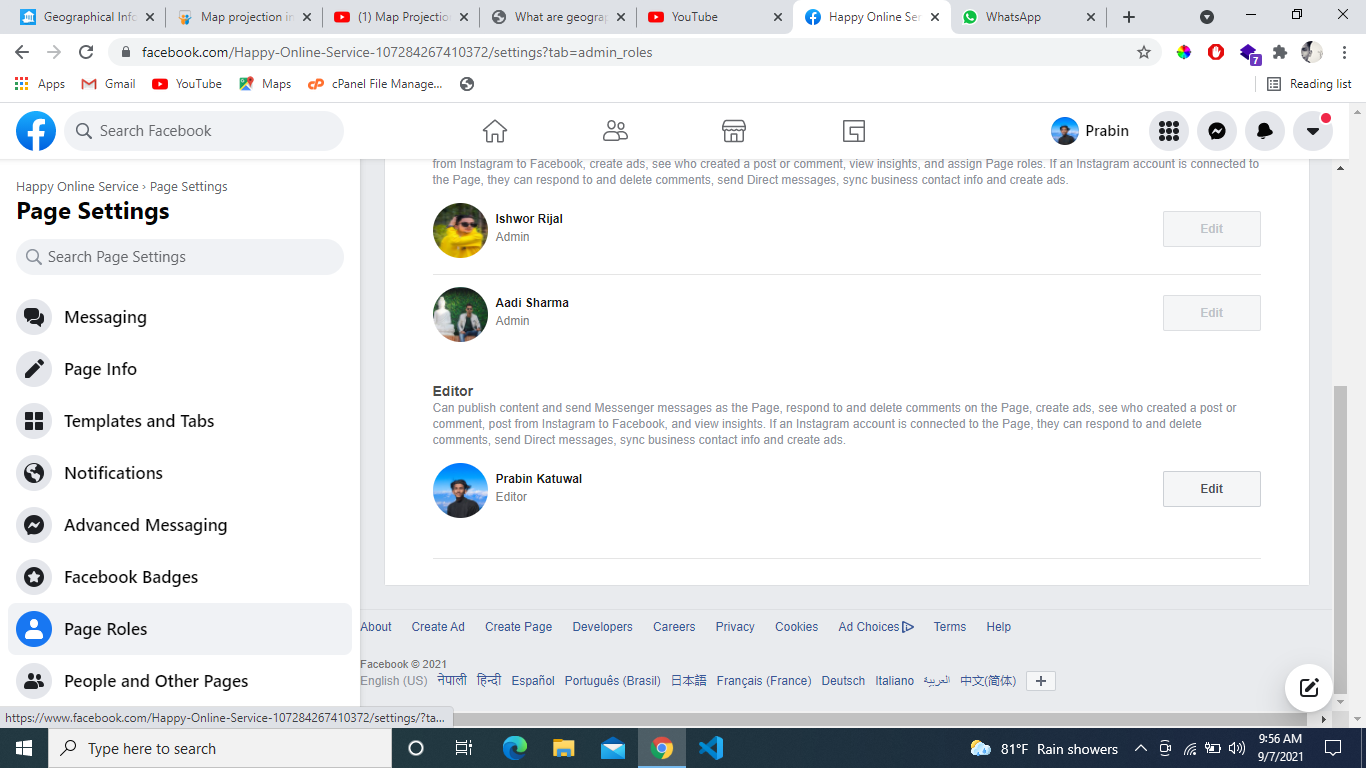 Geographical Info
Map projection in
(1) Map Projection
What are geograp
YouTube
Happy Online Ser
WhatsApp
facebook.com/Happy-Online-Service-107284267410372/settings?tab=admin_roles
7
Apps
Gmail
YouTube
Maps
cPanel File Manage...
Reading list
Search Facebook
Prabin
Happy Online Service › Page Settings
Page Settings
Search Page Settings
Messaging
Page Info
Templates and Tabs
Notifications
Advanced Messaging
Facebook Badges
Page Roles
People and Other Pages
https://www.facebook.com/Happy-Online-Service-107284267410372/settings/?ta...
from Instagram to Facebook, create ads, see who created a post or comment, view insights, and assign Page roles. If an Instagram account is connected to
the Page, they can respond to and delete comments, send Direct messages, sync business contact info and create ads.
Ishwor Rijal
Admin
Edit
Aadi Sharma
Admin
Edit
Editor
Can publish content and send Messenger messages as the Page, respond to and delete comments on the Page, create ads, see who created a post or
comment, post from Instagram to Facebook, and view insights. If an Instagram account is connected to the Page, they can respond to and delete
comments, send Direct messages, sync business contact info and create ads.
Prabin Katuwal
Editor
Edit
About Create Ad Create Page Developers Careers Privacy Cookies Ad Choices Terms Help
Facebook © 2021
English (US) नेपाली हिन्दी Español Português (Brasil) 日本語 Français (France) Deutsch Italiano العربية 中文(简体)
Type here to search
81°F Rain showers
9:56 AM
9/7/2021